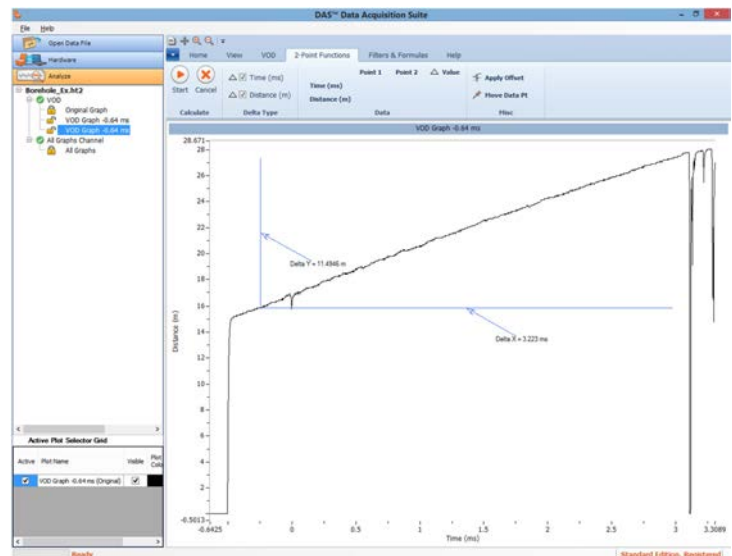 DAS™ Data Acquisition Suite
File Help
Open Data File
Hardware
Analyze
Borehole_Ex.ht2
VOD
Original Graph
VOD Graph -0.64 ms
VOD Graph -0.64 ms
All Graphs Channel
All Graphs
Active Plot Selector Grid
Active Plot Name Visible Plot Colo
VOD Graph -0.64 ms (Original)
Ready
Home View VOD 2-Point Functions Filters & Formulas Help
Start Cancel
Calculate
Time (ms)
Distance (m)
Delta Type
Point 1 Point 2 △ Value
Time (ms)
Distance (m)
Data
Apply Offset
Move Data Pt
Misc
VOD Graph -0.64 ms
28.671
28
26
24
22
20
18
16
14
12
10
8
6
4
2
-0.5013
Distance (m)
Delta Y = 11.4946 m
Delta X = 3.223 ms
-0.6425 0 0.5 1 1.5 2 2.5 3 3.3089
Time (ms)
Standard Edition, Registered